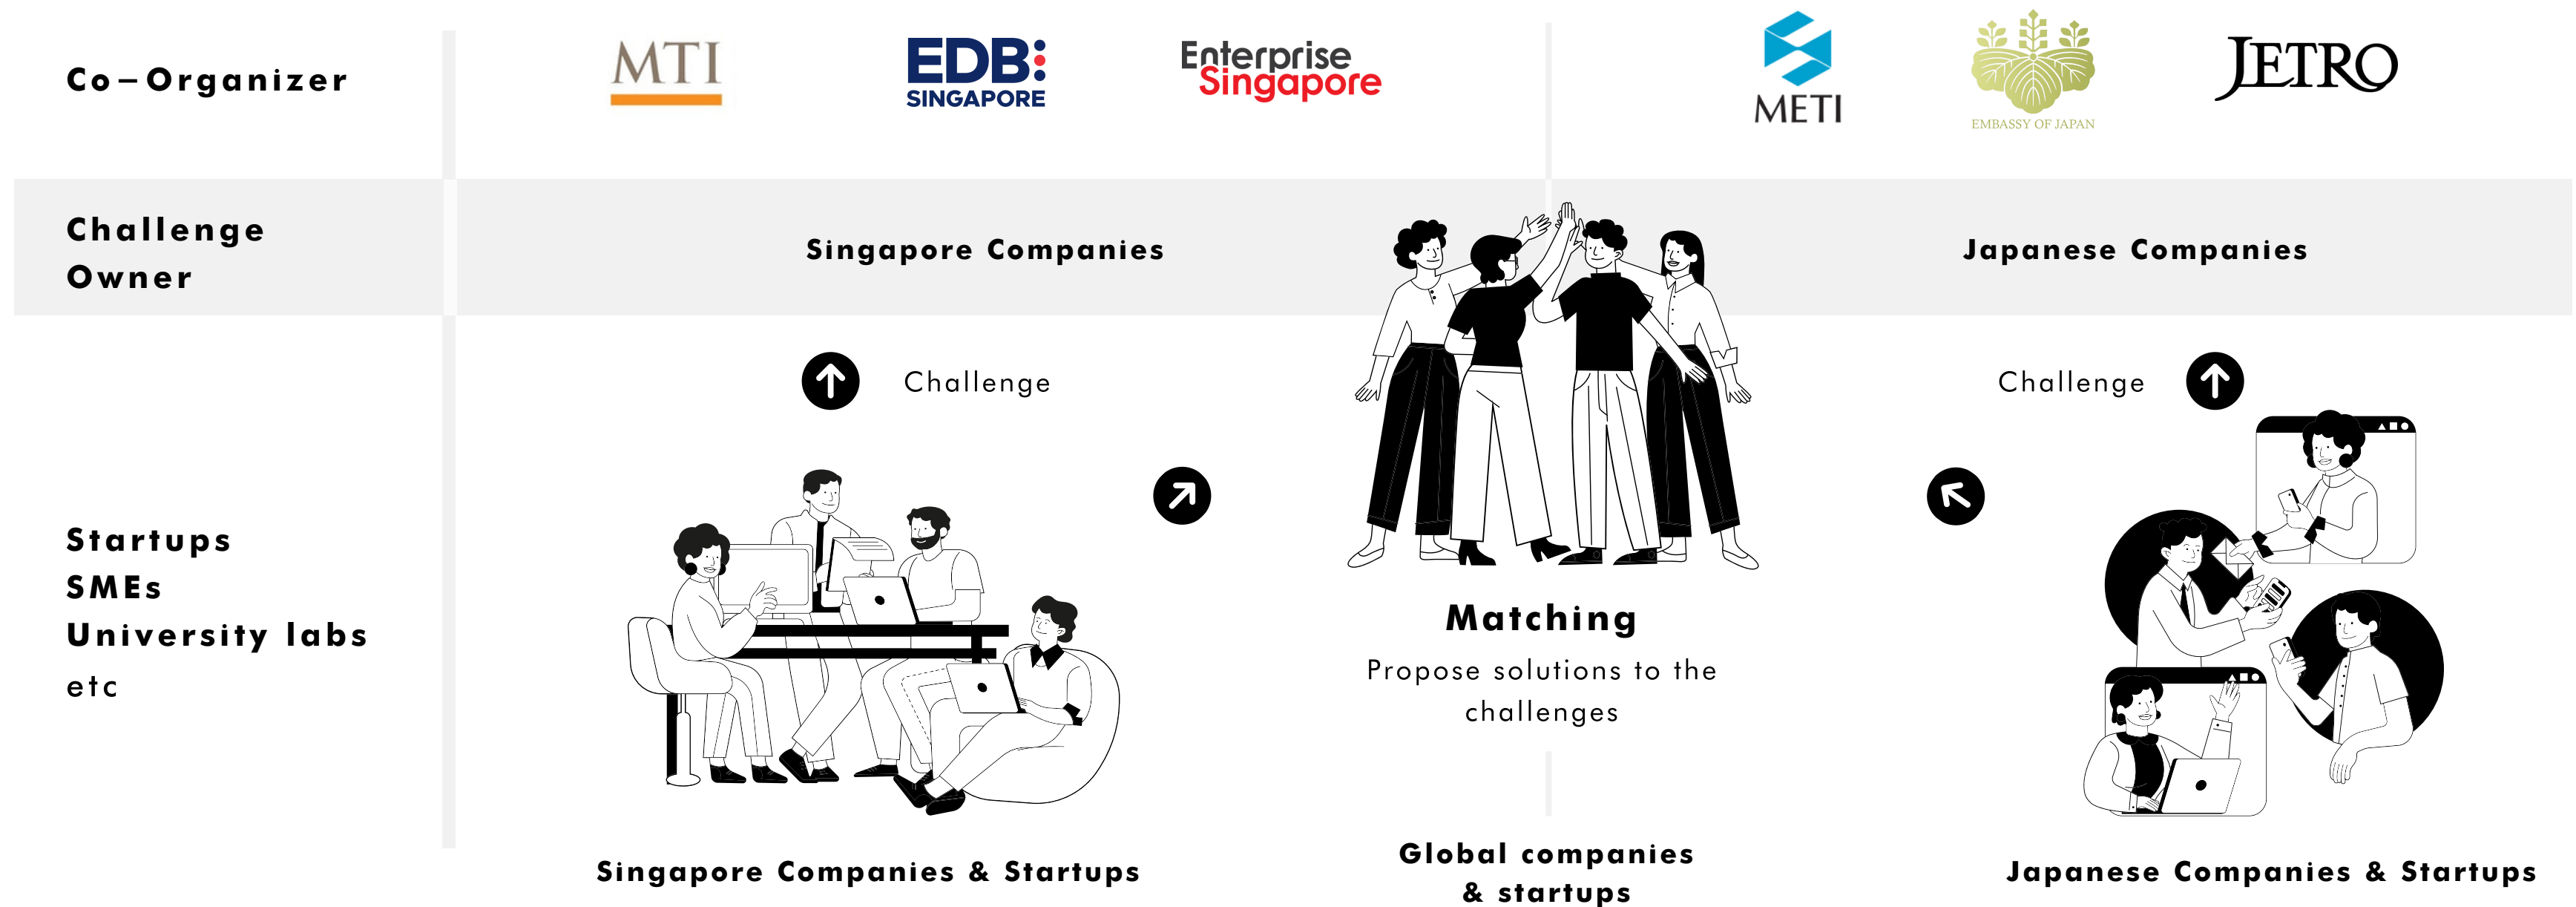 Co–Organizer
MTI
EDB:
SINGAPORE
Enterprise
Singapore
METI
EMBASSY OF JAPAN
JETRO
Challenge
Owner
Singapore Companies
Japanese Companies
Challenge
Challenge
Startups
SMEs
University labs
etc
Matching
Propose solutions to the
challenges
Singapore Companies & Startups
Global companies
& startups
Japanese Companies & Startups